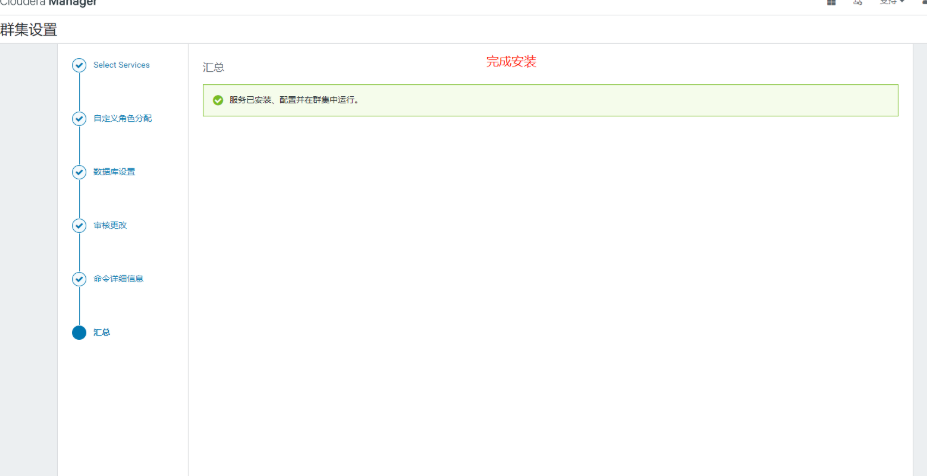 Cloudera Manager
支持
群集设置
Select Services
汇总
完成安装
服务已安装、配置并在群集中运行。
自定义角色分配
数据库设置
审核更改
命令详细信息
汇总